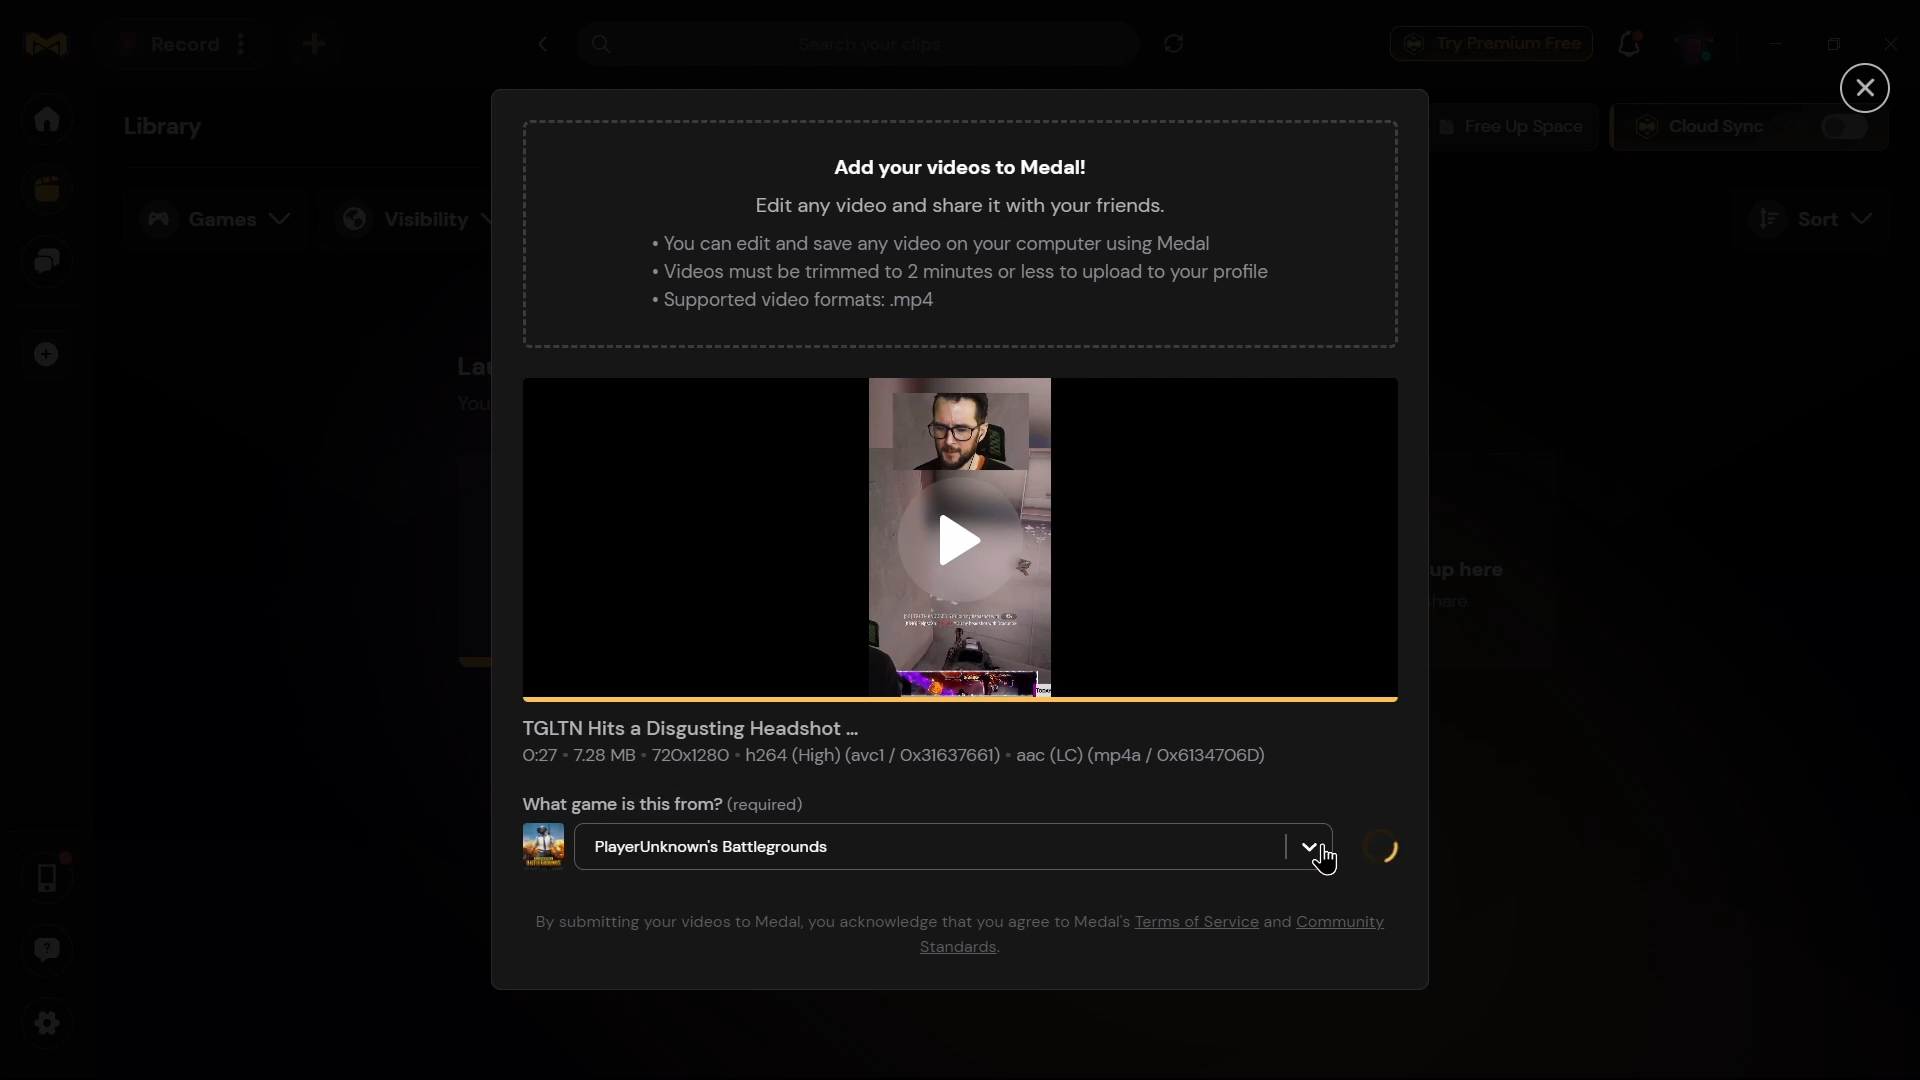 Record
Search your clips
Try Premium Free
Library
Free Up Space
Cloud Sync
Games
Visibility
Sort
Add your videos to Medal!
Edit any video and share it with your friends.
• You can edit and save any video on your computer using Medal
• Videos must be trimmed to 2 minutes or less to upload to your profile
• Supported video formats: .mp4
Lau
You
up here
share
TGLTN Hits a Disgusting Headshot ...
0:27 • 7.28 MB • 720x1280 • h264 (High) (avc1 / 0x31637661) • aac (LC) (mp4a / 0x6134706D)
What game is this from? (required)
PlayerUnknown's Battlegrounds
By submitting your videos to Medal, you acknowledge that you agree to Medal's Terms of Service and Community
Standards.